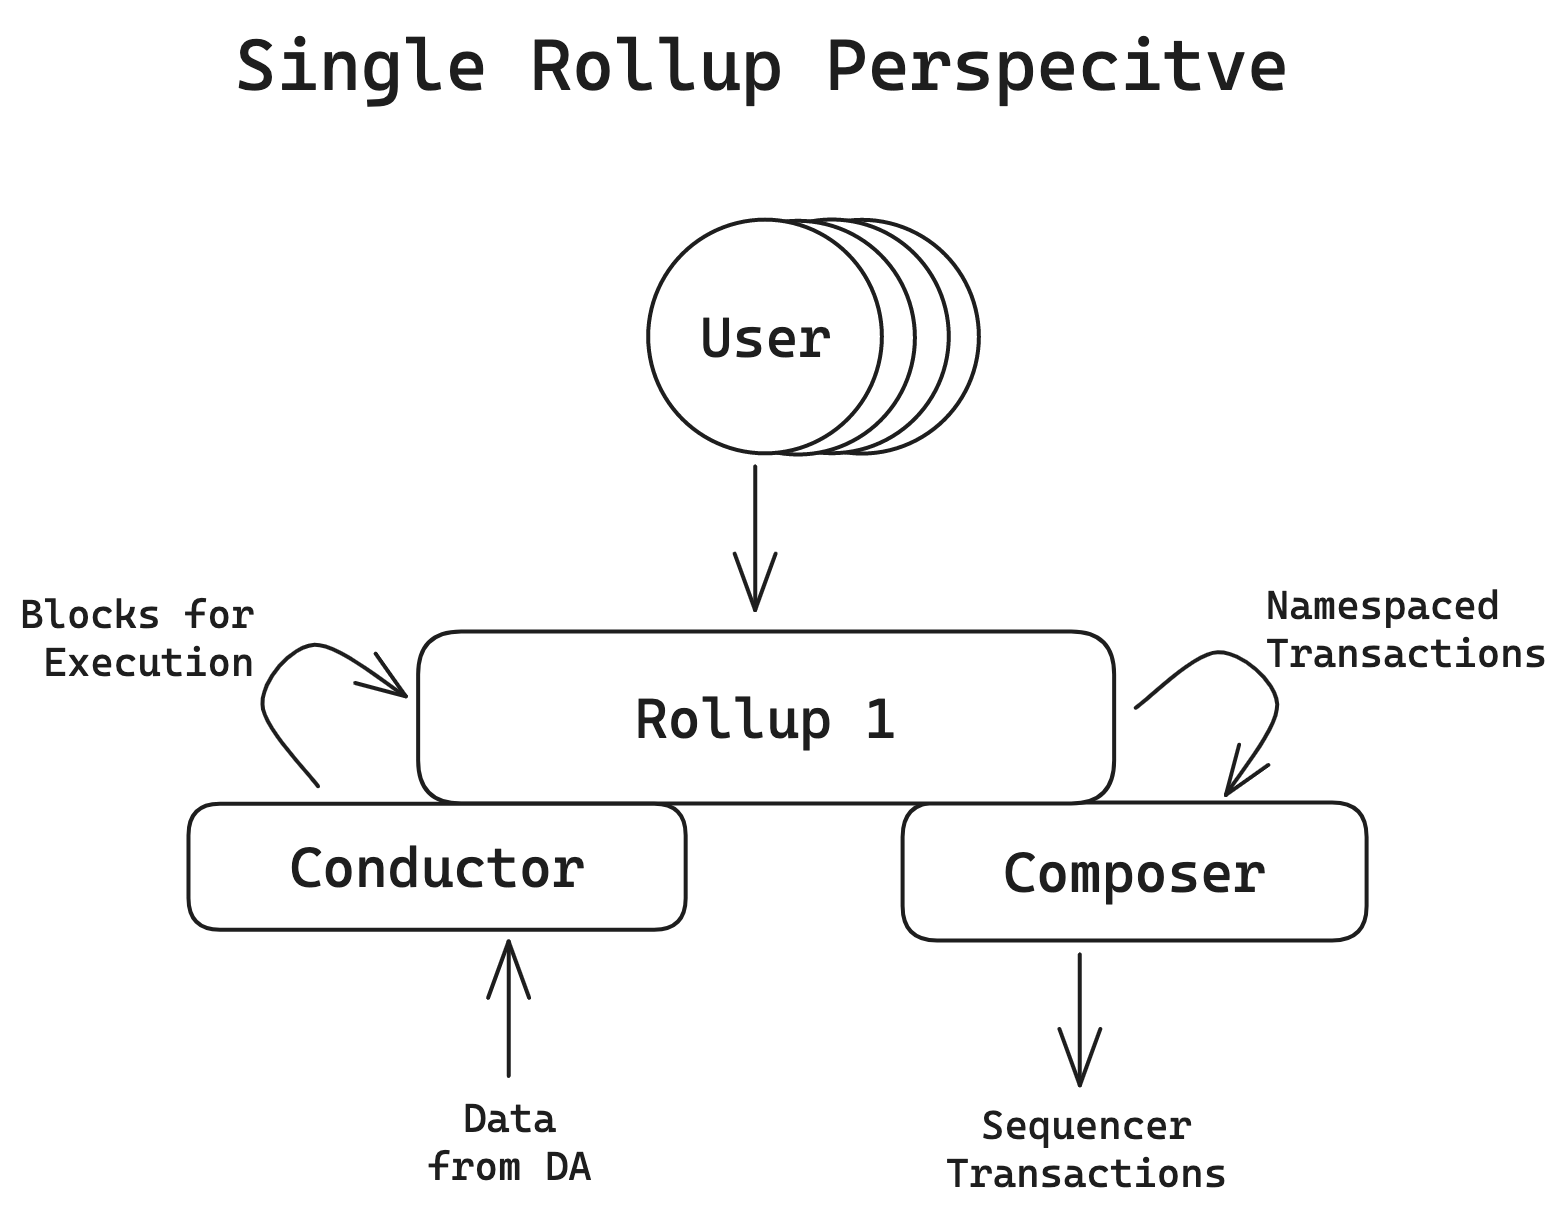 Single Rollup Perspecitve
User
Blocks for
Execution
Namespaced
Transactions
Rollup 1
Conductor
Composer
Data
from DA
Sequencer
Transactions